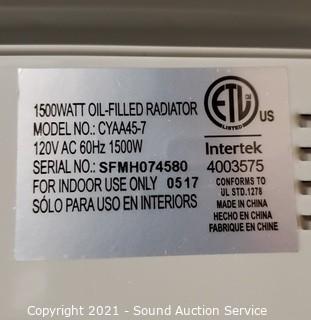 1500WATT OIL-FILLED RADIATOR
MODEL NO.: CYAA45-7
120V AC 60Hz 1500W
SERIAL NO.: SFMH074580
FOR INDOOR USE ONLY 0517
SÓLO PARA USO EN INTERIORS
ETL
LISTED
US
Intertek
4003575
CONFORMS TO
UL STD.1278
MADE IN CHINA
HECHO EN CHINA
FABRIQUE EN CHINE
Copyright 2021 - Sound Auction Service